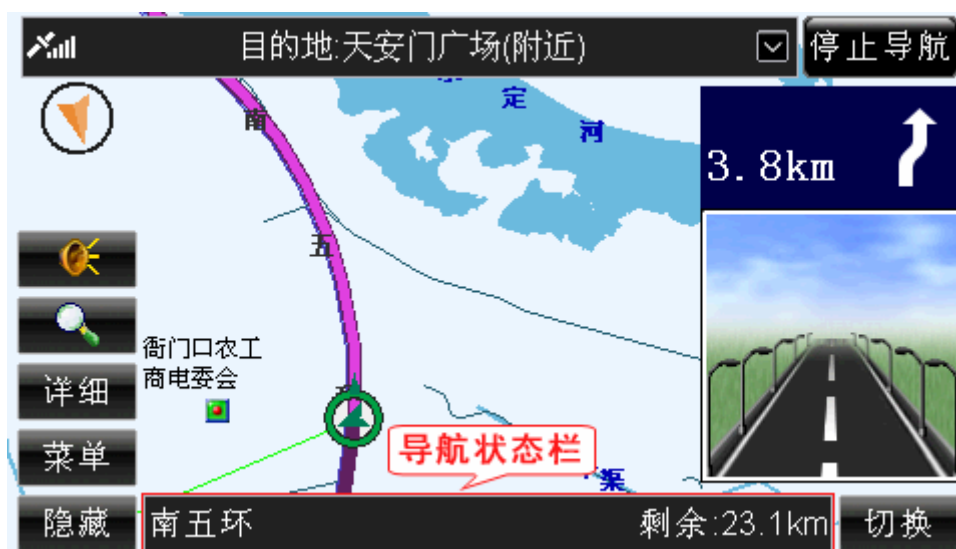 目的地:天安门广场(附近)
停止导航
定
河
南
3.8km
五
衙门口农工
商电委会
详细
导航状态栏
菜单
渠
隐藏
南五环
剩余:23.1km
切换